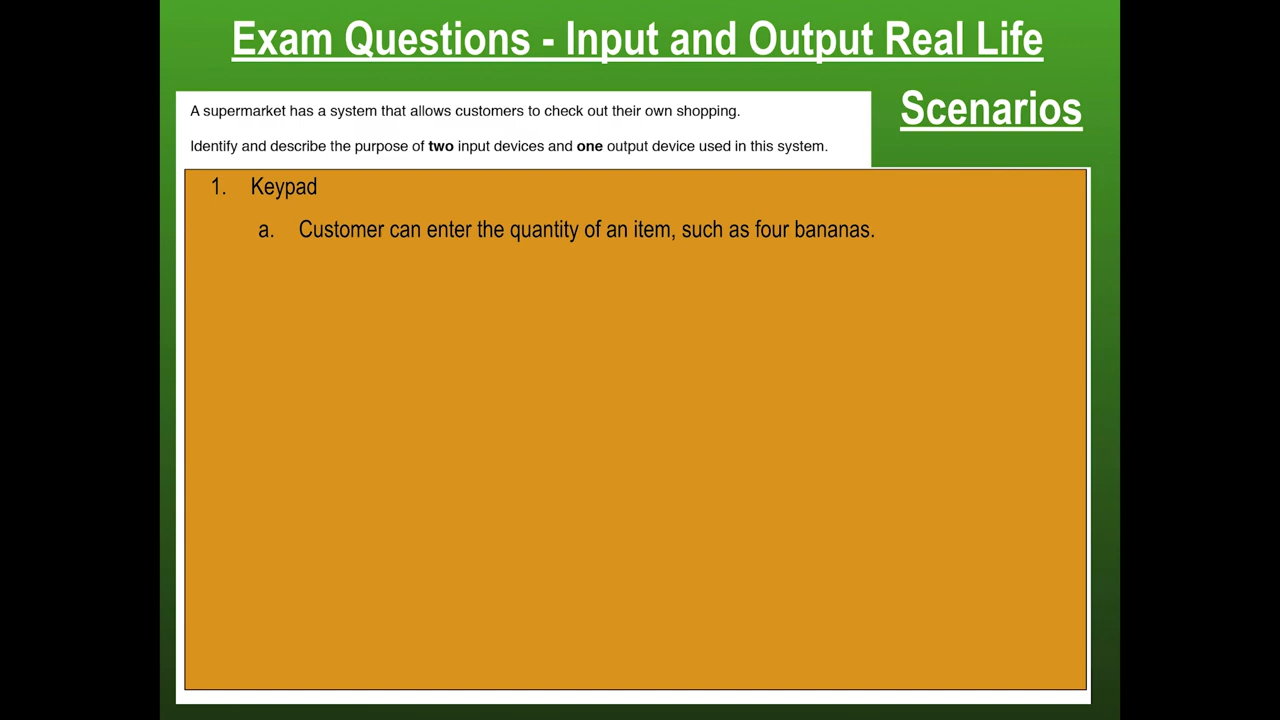 Exam Questions - Input and Output Real Life
Scenarios
A supermarket has a system that allows customers to check out their own shopping.
Identify and describe the purpose of two input devices and one output device used in this system.
1. Keypad
a. Customer can enter the quantity of an item, such as four bananas.